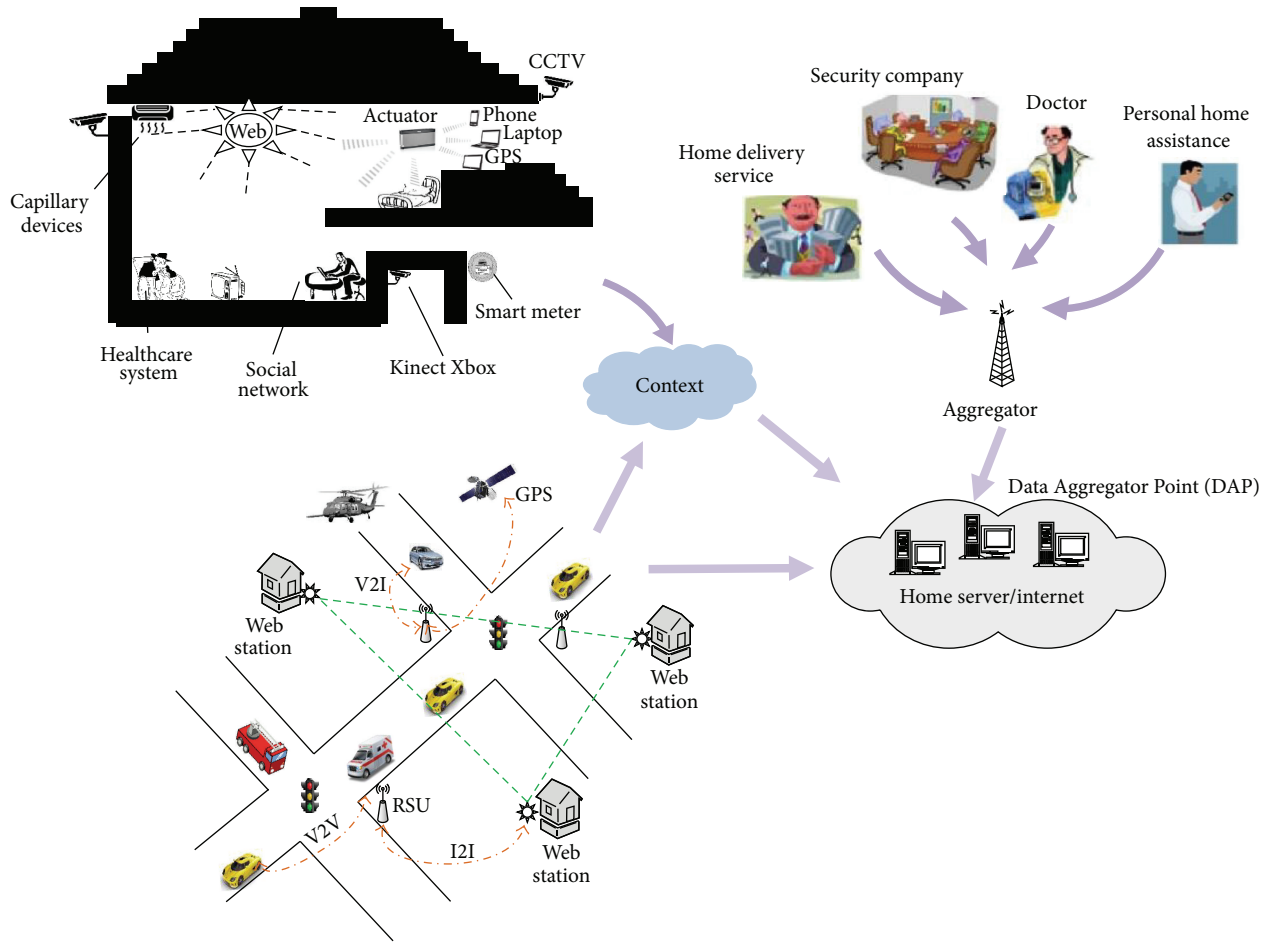 CCTV
Web
Actuator
Phone
Laptop
GPS
Capillary
devices
Smart meter
Healthcare
system
Social
network
Kinect Xbox
Security company
Doctor
Personal home
assistance
Home delivery
service
Context
Aggregator
Data Aggregator Point (DAP)
Home server/internet
GPS
V2I
Web
station
Web
station
RSU
V2V
I2I
Web
station